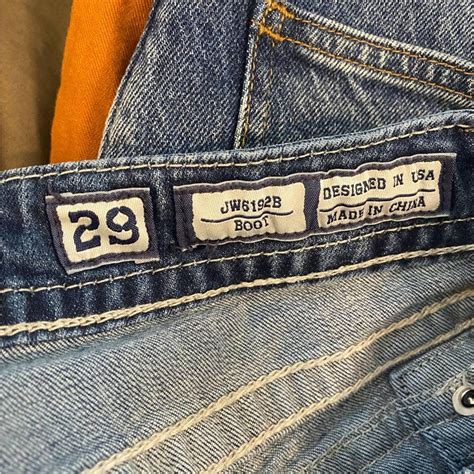 29
JW6192B
BOOT
DESIGNED IN USA
MADE IN CHINA